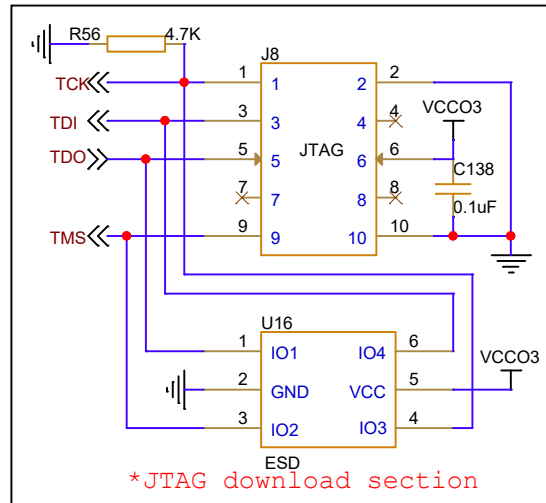 R56 4.7K
J8
TCK 1 1 2 2
VCCO3
TDI 3 3 4 4
TDO 5 5 JTAG 6 6
C138
7 7 8 8 0.1uF
TMS 9 9 10 10
U16
1 IO1 IO4 6
VCCO3
2 GND VCC 5
3 IO2 IO3 4
ESD
*JTAG download section